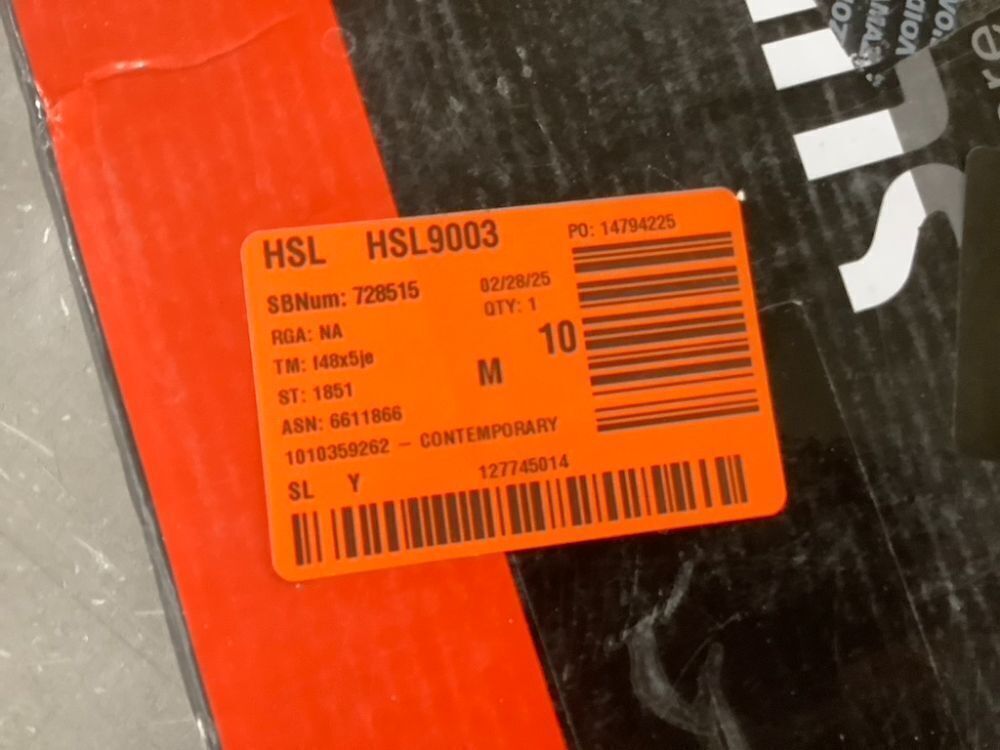 HSL HSL9003 PO: 14794225
SBNum: 728515 02/28/25
RGA: NA QTY: 1
TM: f48x5je M 10
ST: 1851
ASN: 6611866
1010359262 – CONTEMPORARY
SL Y 127745014